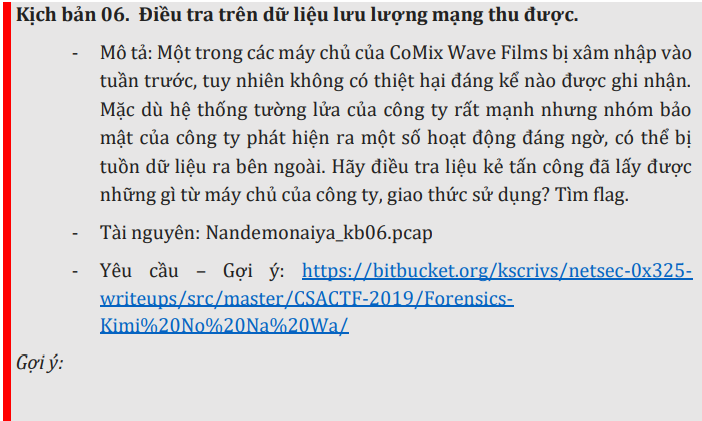 Kịch bản 06. Điều tra trên dữ liệu lưu lượng mạng thu được.
- Mô tả: Một trong các máy chủ của CoMix Wave Films bị xâm nhập vào
tuần trước, tuy nhiên không có thiệt hại đáng kể nào được ghi nhận.
Mặc dù hệ thống tường lửa của công ty rất mạnh nhưng nhóm bảo
mật của công ty phát hiện ra một số hoạt động đáng ngờ, có thể bị
tuồn dữ liệu ra bên ngoài. Hãy điều tra liệu kẻ tấn công đã lấy được
những gì từ máy chủ của công ty, giao thức sử dụng? Tìm flag.
- Tài nguyên: Nandemonaiya_kb06.pcap
- Yêu cầu – Gợi ý: https://bitbucket.org/kscrivs/netsec-0x325-
writeups/src/master/CSACTF-2019/Forensics-
Kimi%20No%20Na%20Wa/
Gợi ý: